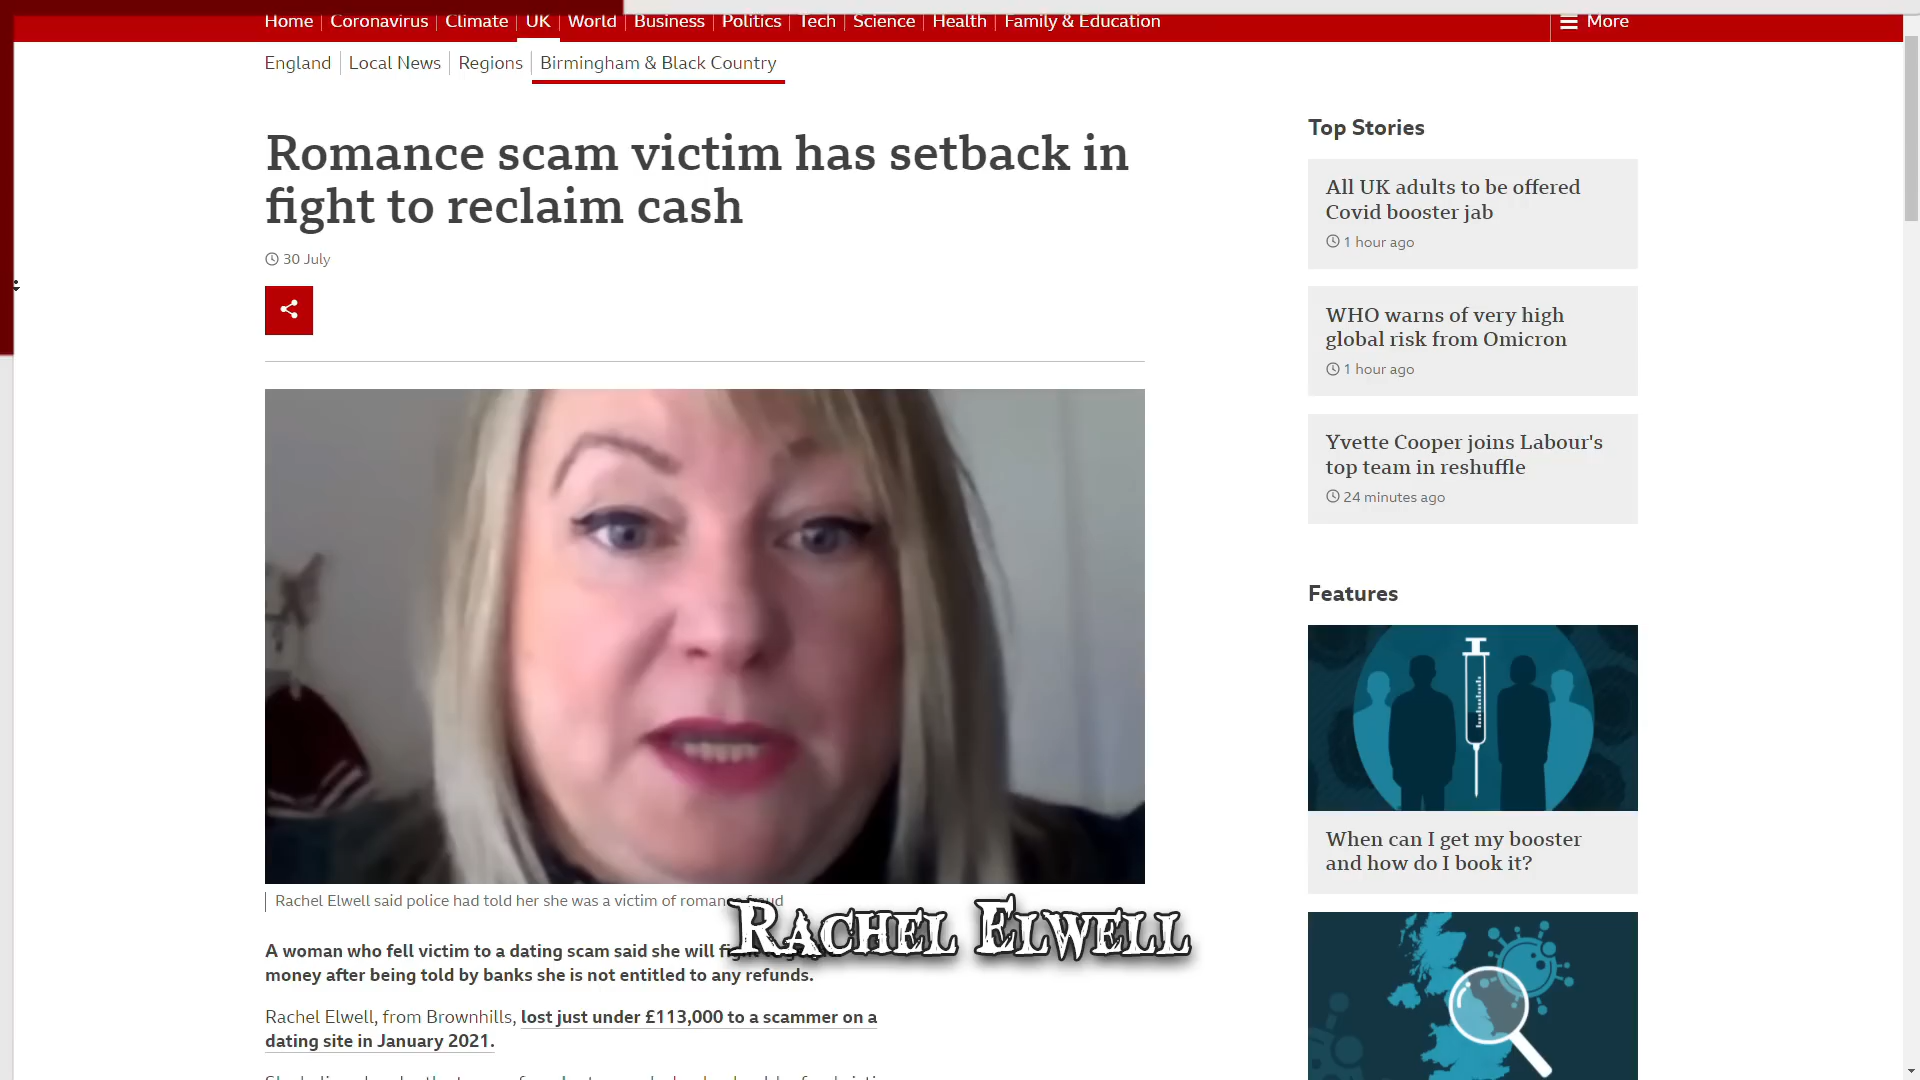 Home Coronavirus Climate UK World Business Politics Tech Science Health Family & Education More
England Local News Regions Birmingham & Black Country
Romance scam victim has setback in
fight to reclaim cash
30 July
Rachel Elwell said police had told her she was a victim of romance fraud
RACHEL ELWELL
A woman who fell victim to a dating scam said she will
money after being told by banks she is not entitled to any refunds.
Rachel Elwell, from Brownhills, lost just under £113,000 to a scammer on a
dating site in January 2021.
Top Stories
All UK adults to be offered
Covid booster jab
1 hour ago
WHO warns of very high
global risk from Omicron
1 hour ago
Yvette Cooper joins Labour's
top team in reshuffle
24 minutes ago
Features
When can I get my booster
and how do I book it?